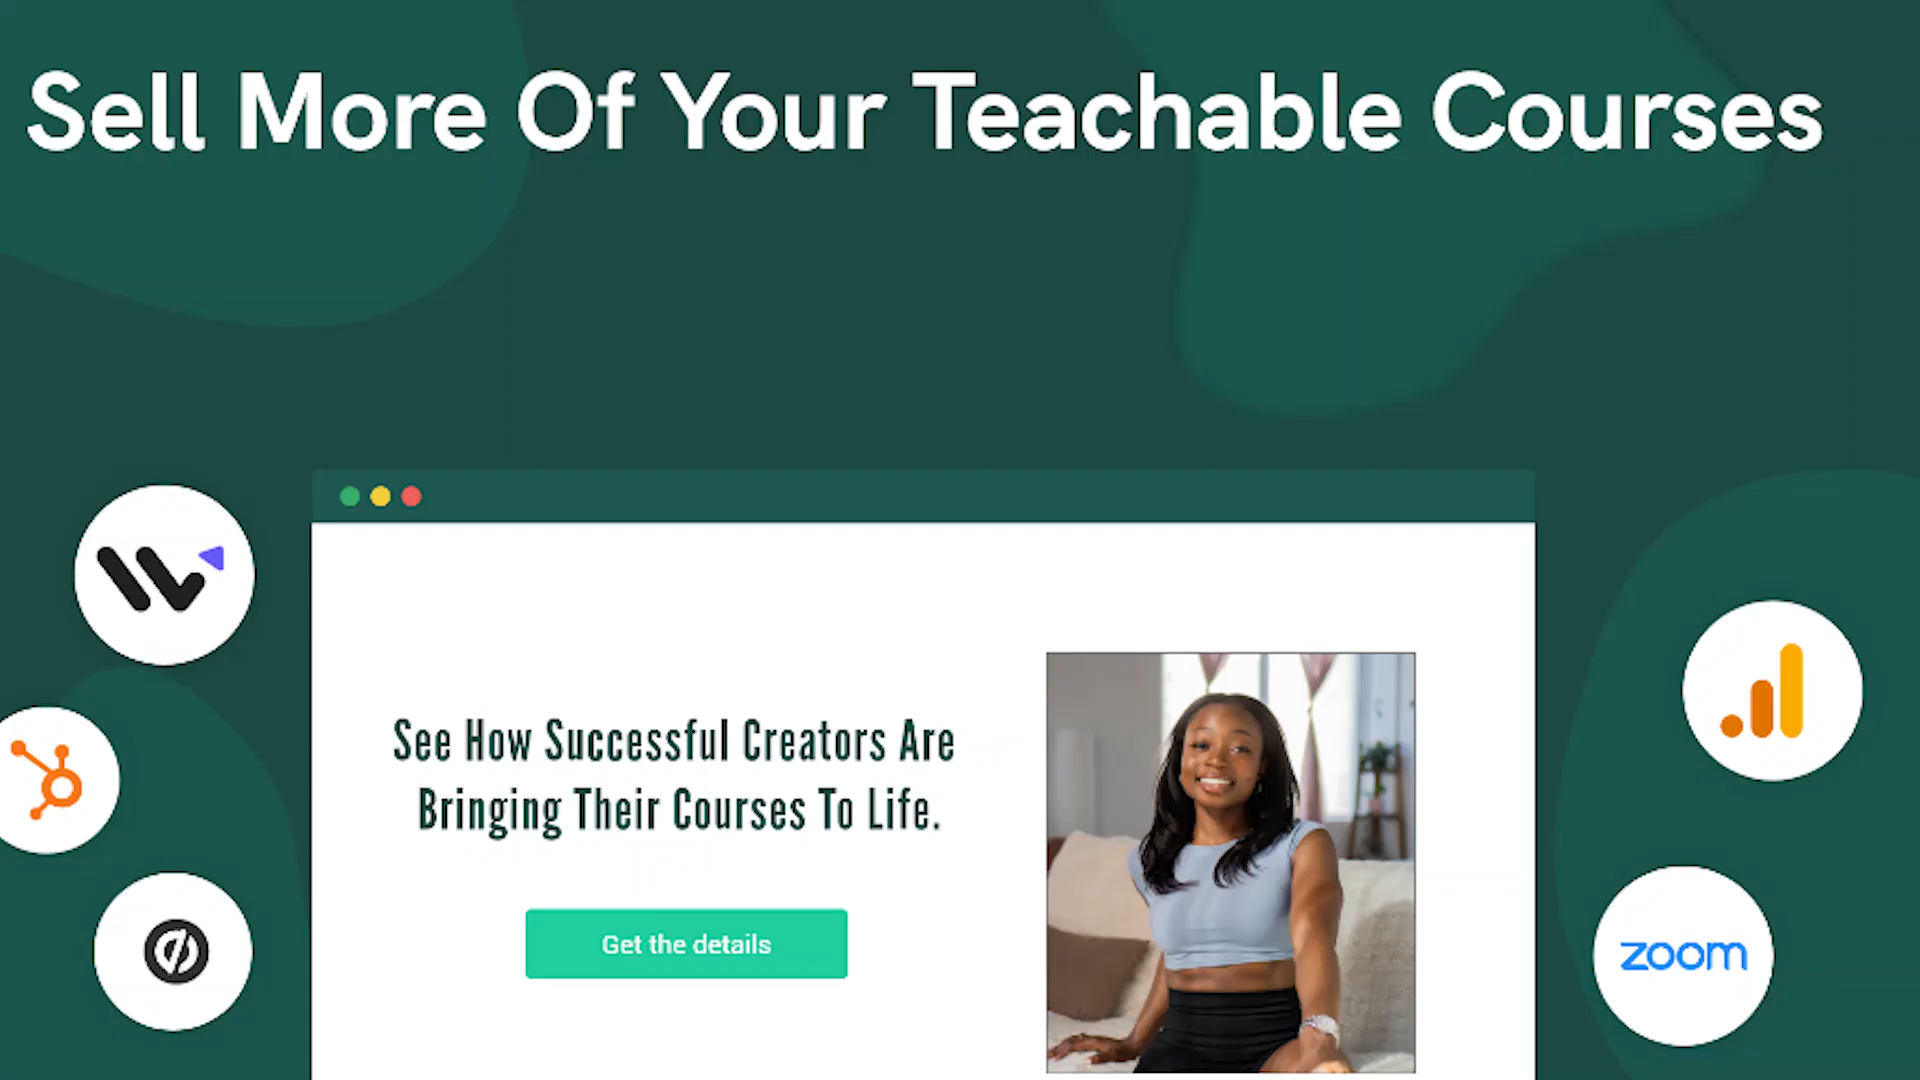 Sell More Of Your Teachable Courses
See How Successful Creators Are
Bringing Their Courses To Life.
Get the details
zoom